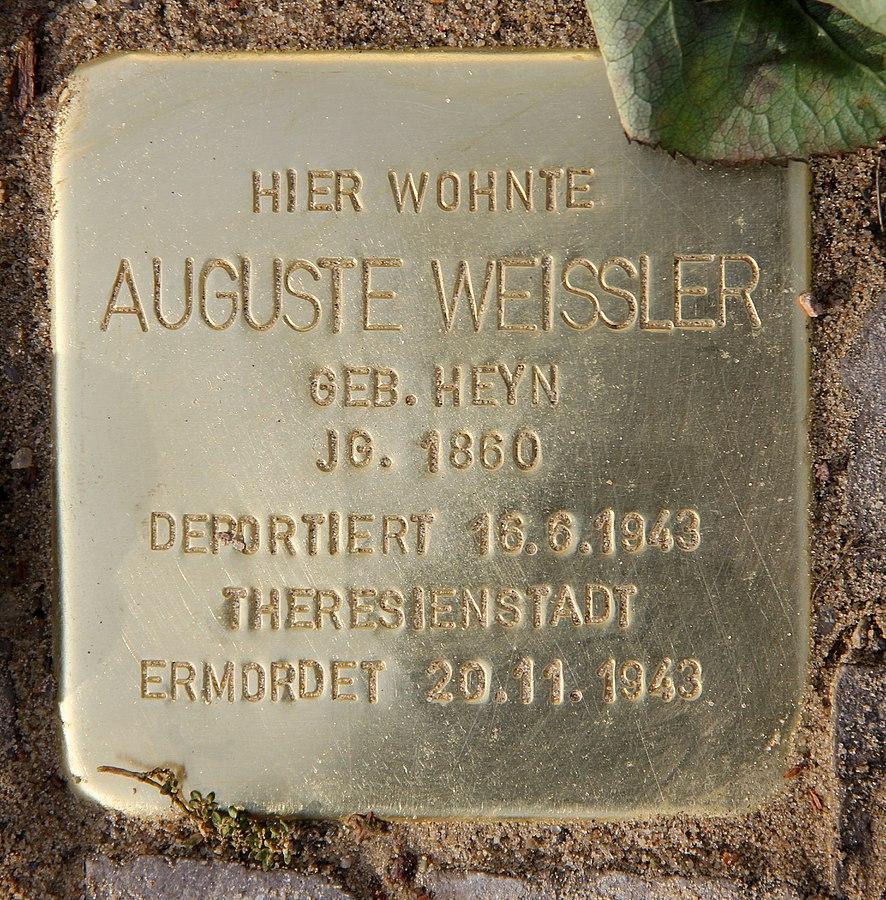 HIER WOHNTE
AUGUSTE WEISSLER
GEB. HEYN
JG. 1860
DEPORTIERT 16.6.1943
THERESIENSTADT
ERMORDET 20.11.1943